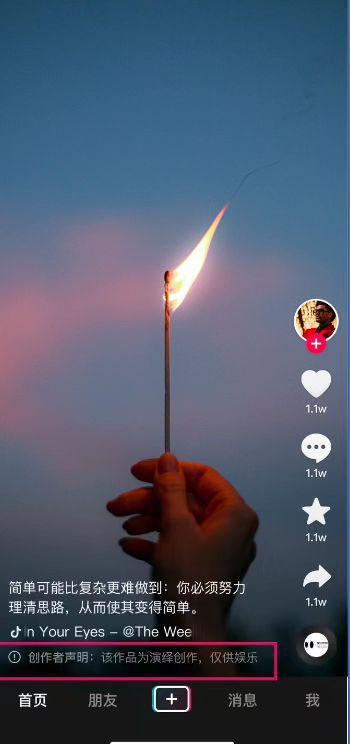 1.1w
1.1w
1.1w
1.1w
简单可能比复杂更难做到：你必须努力
理清思路，从而使其变得简单。
In Your Eyes - @The Wee
创作者声明：该作品为演绎创作，仅供娱乐
首页 朋友 消息 我